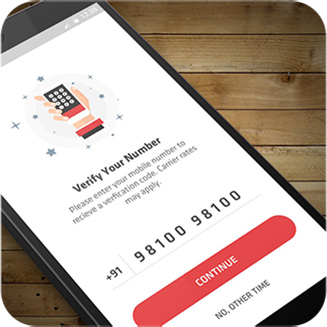 Verify Your Number
Please enter your mobile number to
recieve a verfication code. Carrier rates
may apply.
+91 98100 98100
CONTINUE
NO, OTHER TIME